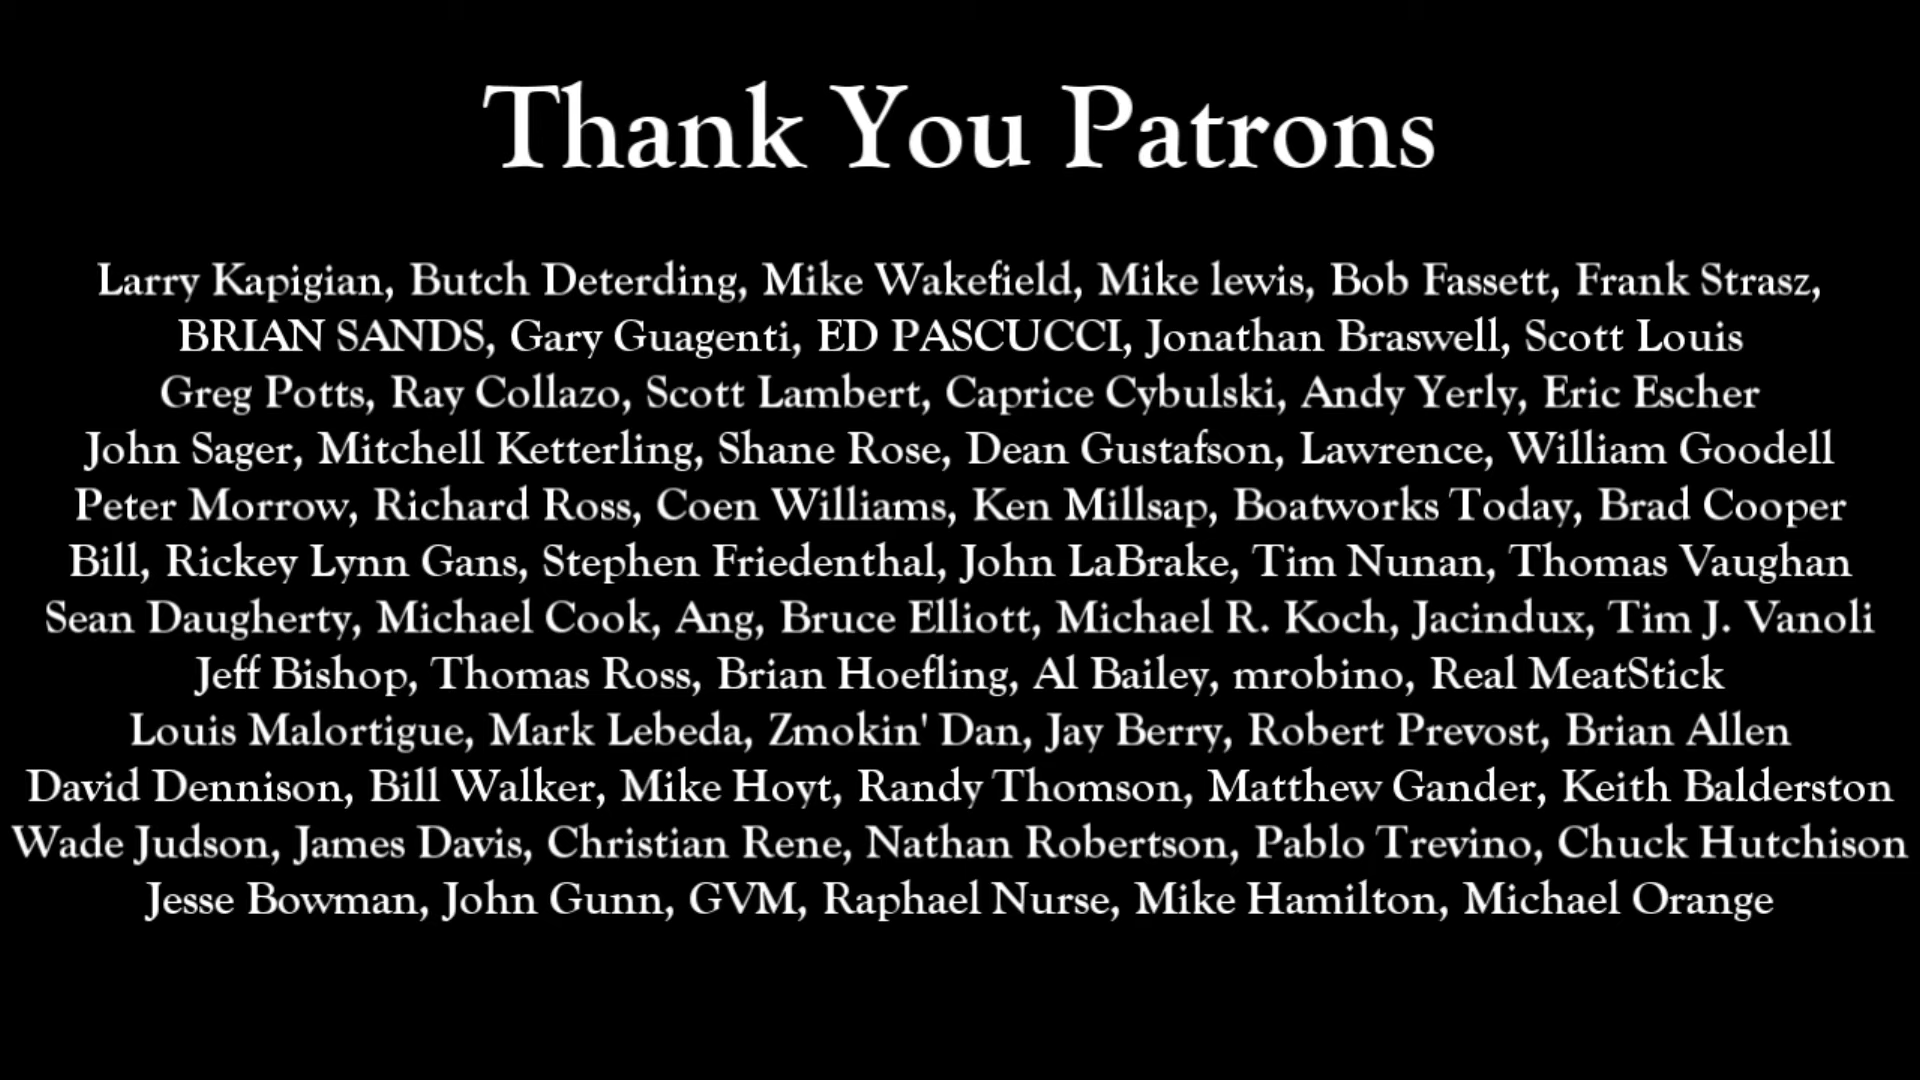 Thank You Patrons
Larry Kapigian, Butch Deterding, Mike Wakefield, Mike lewis, Bob Fassett, Frank Strasz,
BRIAN SANDS, Gary Guagenti, ED PASCUCCI, Jonathan Braswell, Scott Louis
Greg Potts, Ray Collazo, Scott Lambert, Caprice Cybulski, Andy Yerly, Eric Escher
John Sager, Mitchell Ketterling, Shane Rose, Dean Gustafson, Lawrence, William Goodell
Peter Morrow, Richard Ross, Coen Williams, Ken Millsap, Boatworks Today, Brad Cooper
Bill, Rickey Lynn Gans, Stephen Friedenthal, John LaBrake, Tim Nunan, Thomas Vaughan
Sean Daugherty, Michael Cook, Ang, Bruce Elliott, Michael R. Koch, Jacindux, Tim J. Vanoli
Jeff Bishop, Thomas Ross, Brian Hoefling, Al Bailey, mrobino, Real MeatStick
Louis Malortigue, Mark Lebeda, Zmokin' Dan, Jay Berry, Robert Prevost, Brian Allen
David Dennison, Bill Walker, Mike Hoyt, Randy Thomson, Matthew Gander, Keith Balderston
Wade Judson, James Davis, Christian Rene, Nathan Robertson, Pablo Trevino, Chuck Hutchison
Jesse Bowman, John Gunn, GVM, Raphael Nurse, Mike Hamilton, Michael Orange